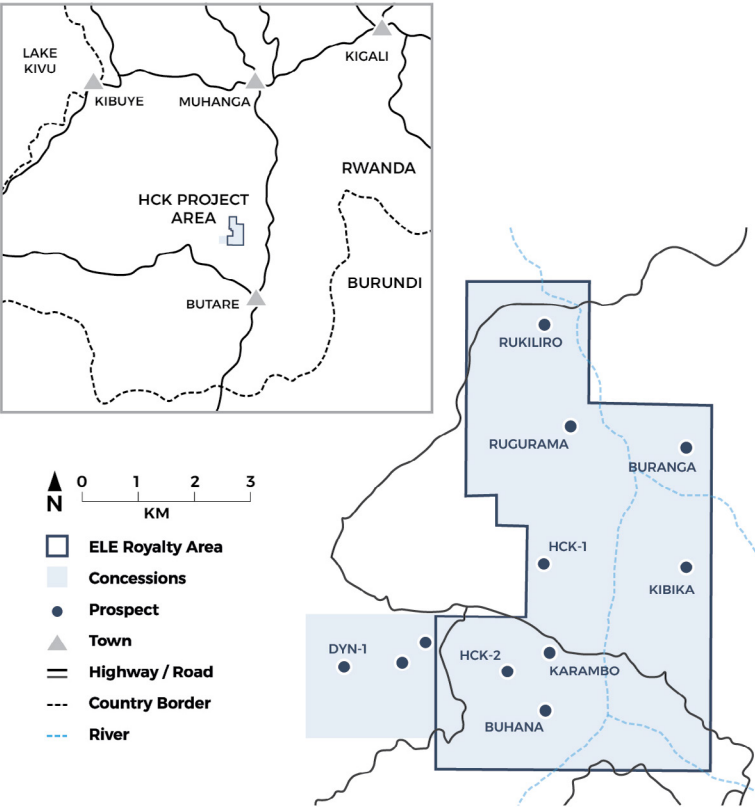 LAKE
KIVU
KIBUYE
MUHANGA
KIGALI
RWANDA
HCK PROJECT
AREA
BURUNDI
BUTARE
RUKILIRO
RUGURAMA
BURANGA
HCK-1
KIBIKA
DYN-1
HCK-2
KARAMBO
BUHANA
N
0 1 2 3
KM
ELE Royalty Area
Concessions
Prospect
Town
Highway / Road
Country Border
River